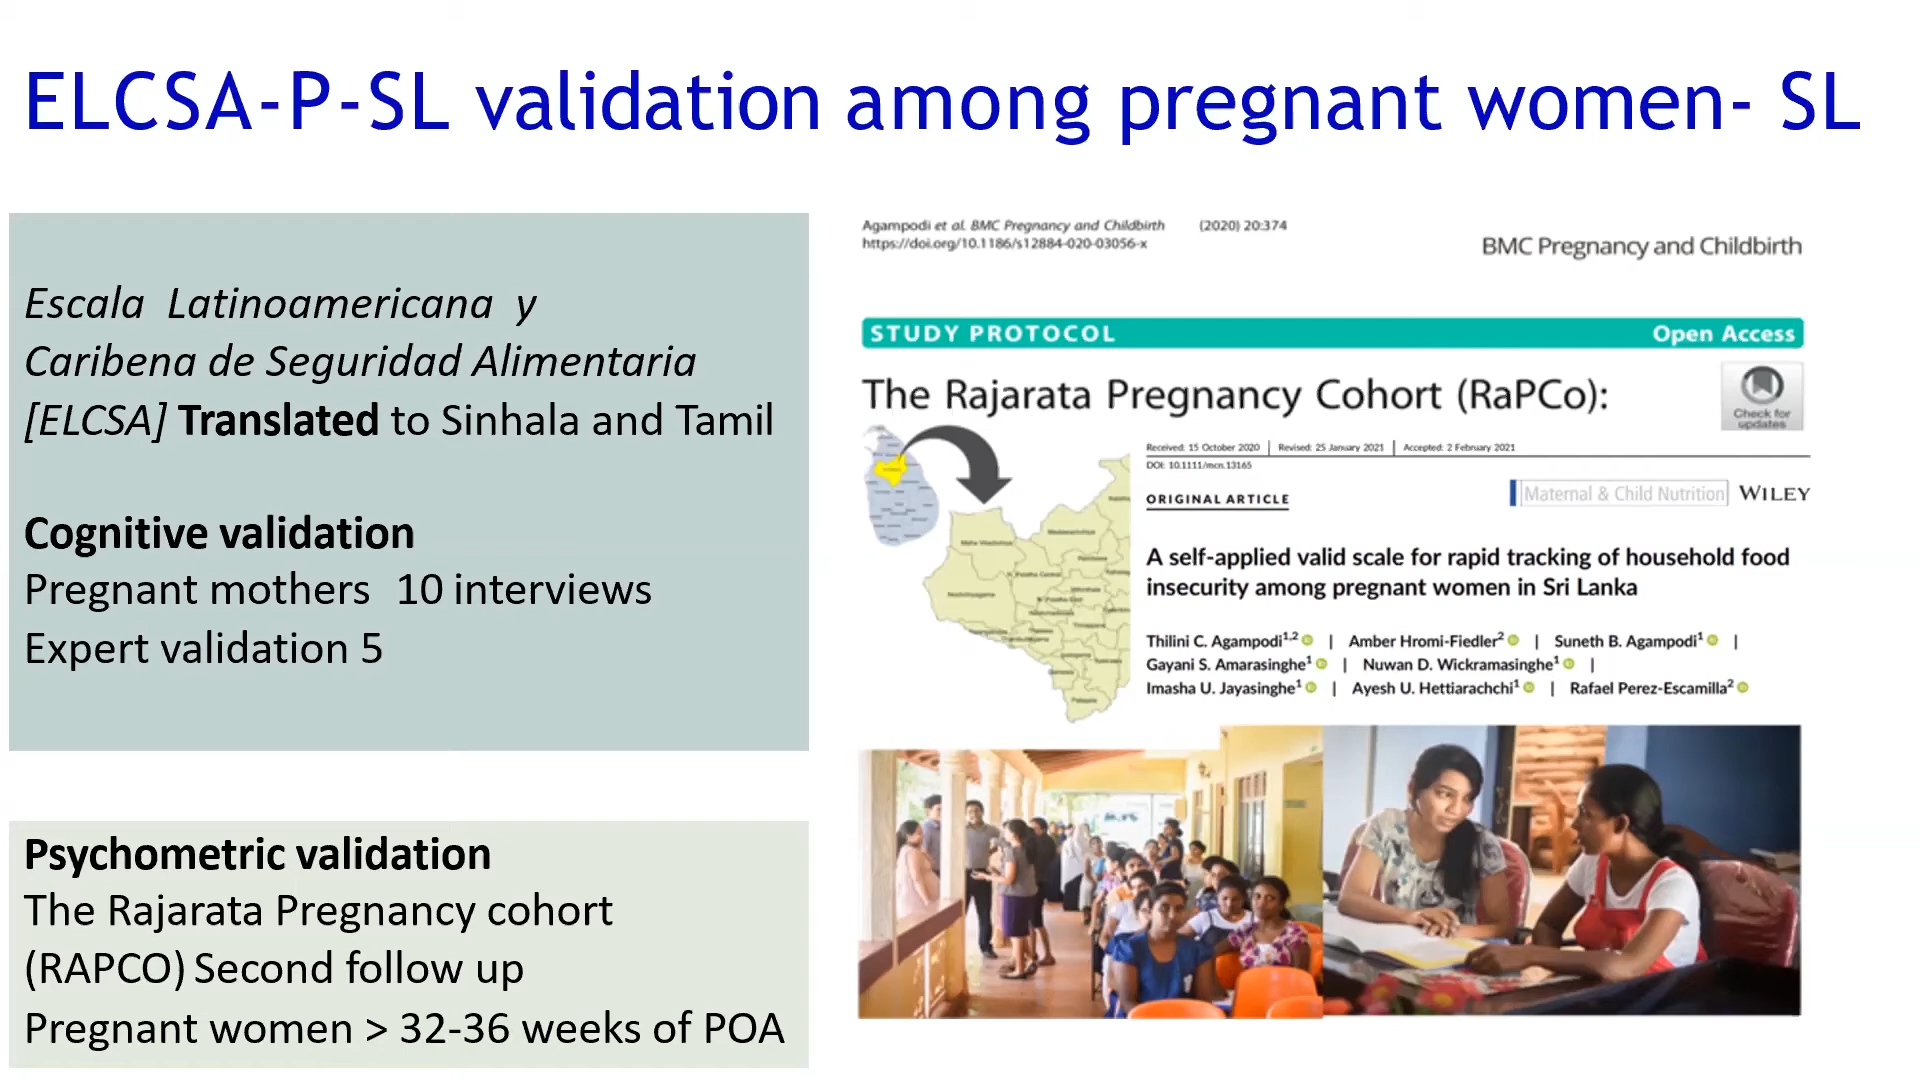 ELCSA-P-SL validation among pregnant women- SL
Escala Latinoamericana y
Caribena de Seguridad Alimentaria
[ELCSA] Translated to Sinhala and Tamil
Cognitive validation
Pregnant mothers 10 interviews
Expert validation 5
Psychometric validation
The Rajarata Pregnancy cohort
(RAPCO) Second follow up
Pregnant women > 32-36 weeks of POA
Agampodi et al. BMC Pregnancy and Childbirth (2020) 20:374
https://doi.org/10.1186/s12884-020-03056-x
BMC Pregnancy and Childbirth
STUDY PROTOCOL Open Access
The Rajarata Pregnancy Cohort (RaPCo):
Check for
updates
Received: 15 October 2020 | Revised: 25 January 2021 | Accepted: 2 February 2021
DOI: 10.1111/mcn.13165
ORIGINAL ARTICLE
Maternal & Child Nutrition WILEY
A self-applied valid scale for rapid tracking of household food
insecurity among pregnant women in Sri Lanka
Thilini C. Agampodi1,2 | Amber Hromi-Fiedler2 | Suneth B. Agampodi1 |
Gayani S. Amarasinghe1 | Nuwan D. Wickramasinghe1 |
Imasha U. Jayasinghe1 | Ayesh U. Hettiarachchi1 | Rafael Perez-Escamilla2